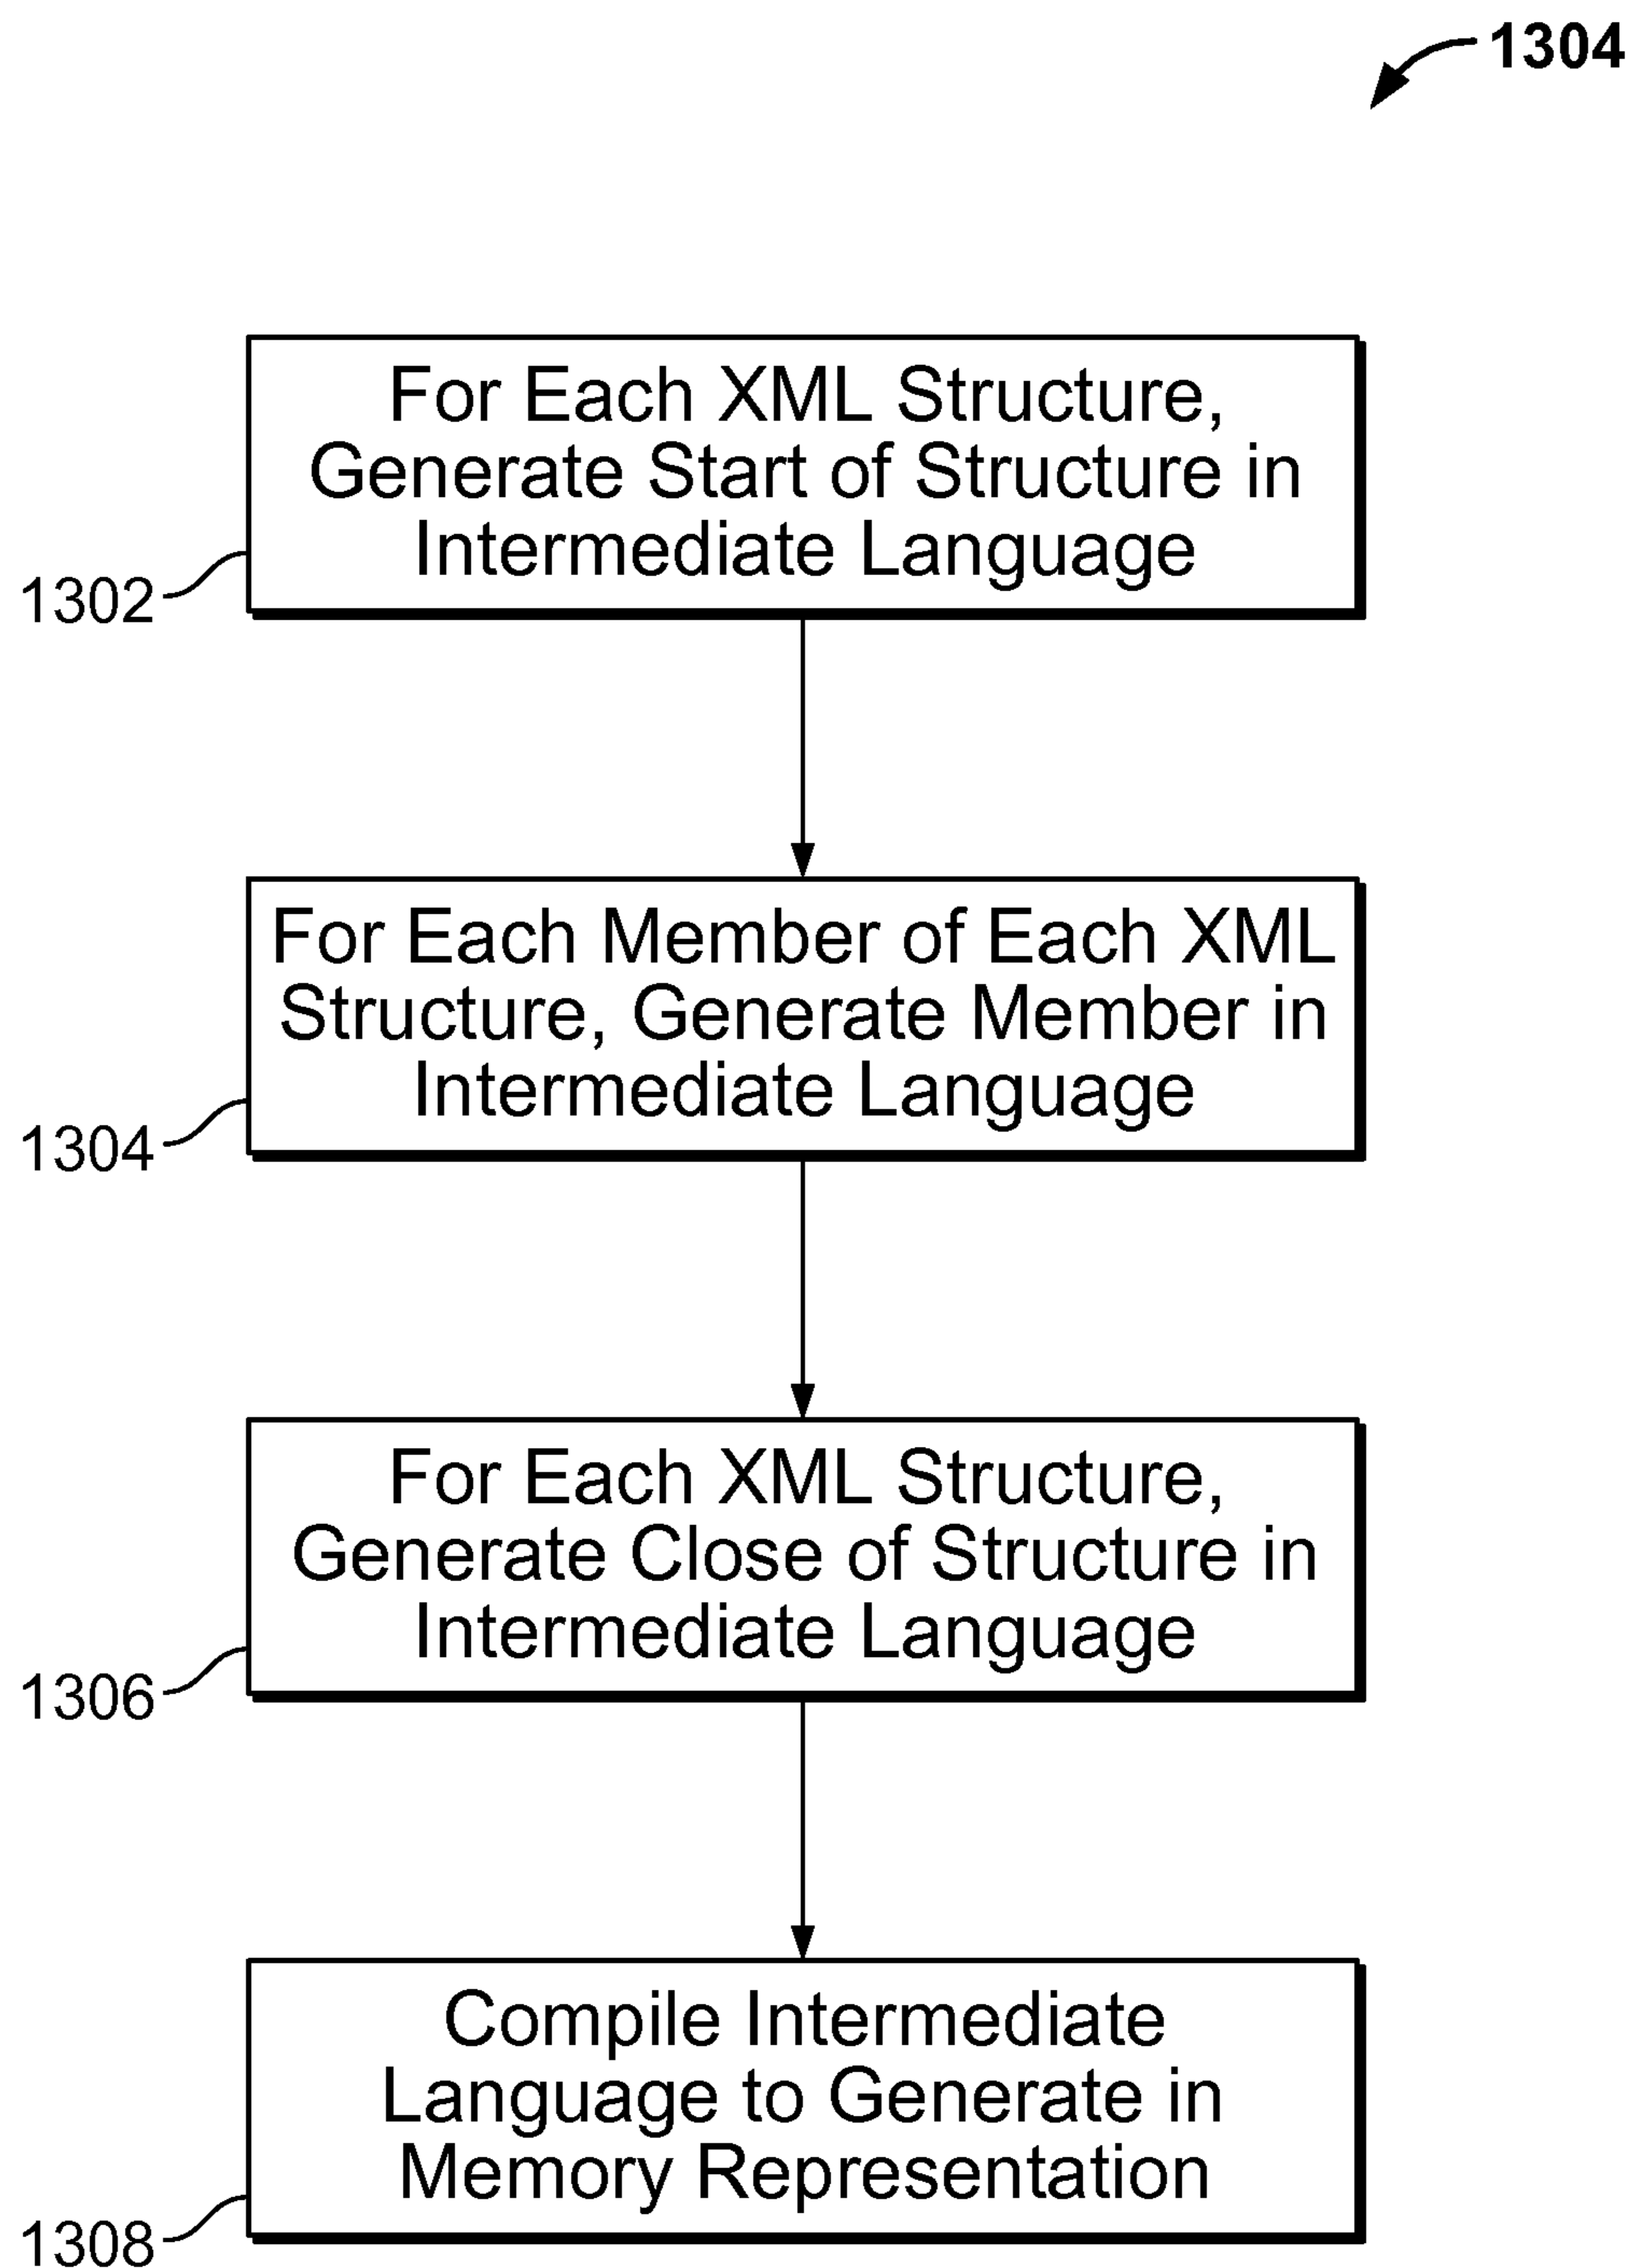 1304
For Each XML Structure,
Generate Start of Structure in
Intermediate Language
1302
For Each Member of Each XML
Structure, Generate Member in
Intermediate Language
1304
For Each XML Structure,
Generate Close of Structure in
Intermediate Language
1306
Compile Intermediate
Language to Generate in
Memory Representation
1308